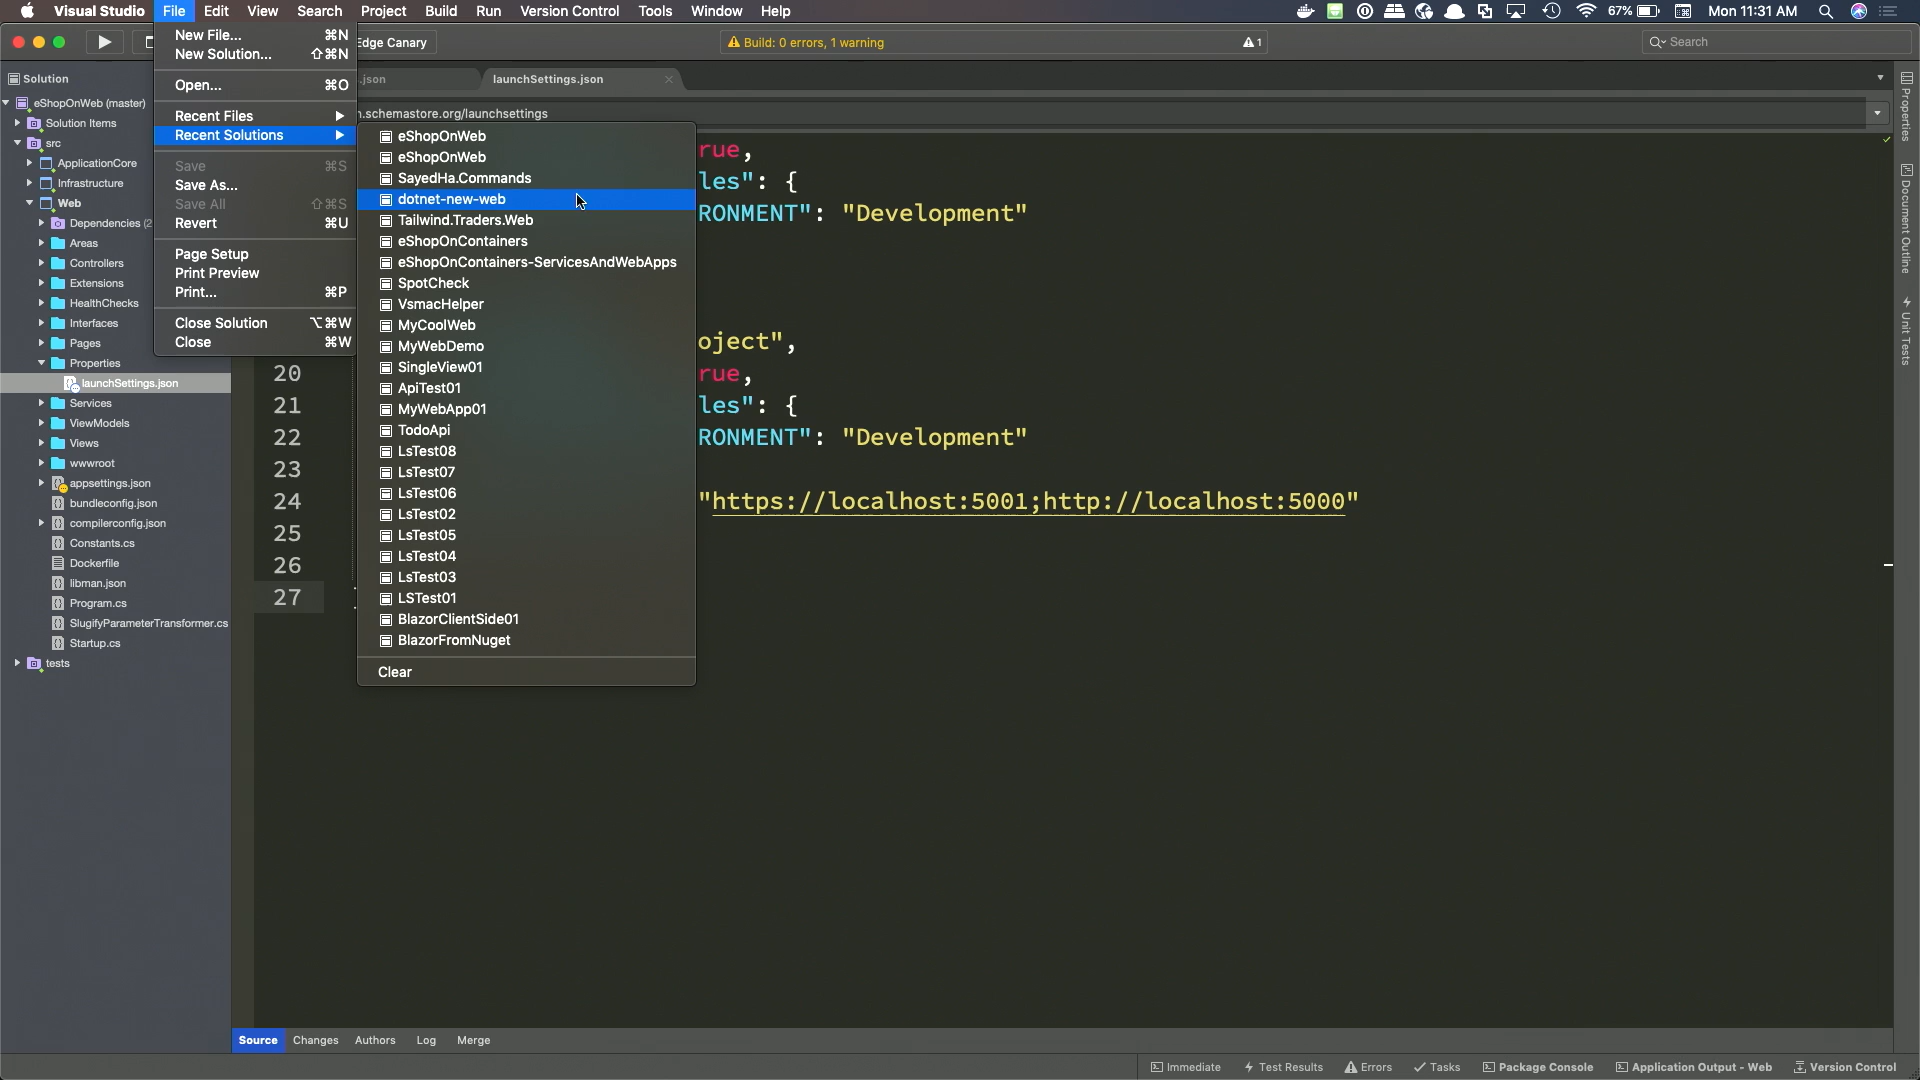 Visual Studio File Edit View Search Project Build Run Version Control Tools Window Help 67% Mon 11:31 AM
Edge Canary
Build: 0 errors, 1 warning
1
Search
New File... ⌘N
New Solution... ⇧⌘N
Open... ⌘O
Recent Files
Recent Solutions
Save ⌘S
Save As...
Save All ⇧⌘S
Revert ⌘U
Page Setup
Print Preview
Print... ⌘P
Close Solution ⌥⌘W
Close ⌘W
eShopOnWeb
eShopOnWeb
SayedHa.Commands
dotnet-new-web
Tailwind.Traders.Web
eShopOnContainers
eShopOnContainers-ServicesAndWebApps
SpotCheck
VsmacHelper
MyCoolWeb
MyWebDemo
SingleView01
ApiTest01
MyWebApp01
TodoApi
LsTest08
LsTest07
LsTest06
LsTest02
LsTest05
LsTest04
LsTest03
LSTest01
BlazorClientSide01
BlazorFromNuget
Clear
Solution
eShopOnWeb (master)
Solution Items
src
ApplicationCore
Infrastructure
Web
Dependencies (2
Areas
Controllers
Extensions
HealthChecks
Interfaces
Pages
Properties
launchSettings.json
Services
ViewModels
Views
wwwroot
appsettings.json
bundleconfig.json
compilerconfig.json
Constants.cs
Dockerfile
libman.json
Program.cs
SlugifyParameterTransformer.cs
Startup.cs
tests
.json
launchSettings.json
.schemastore.org/launchsettings
rue,
les": {
RONMENT": "Development"
oject",
20 rue,
21 les": {
22 RONMENT": "Development"
23
24 "https://localhost:5001;http://localhost:5000"
25
26
27
Properties
Document Outline
Unit Tests
Source Changes Authors Log Merge
Immediate Test Results Errors Tasks Package Console Application Output - Web Version Control